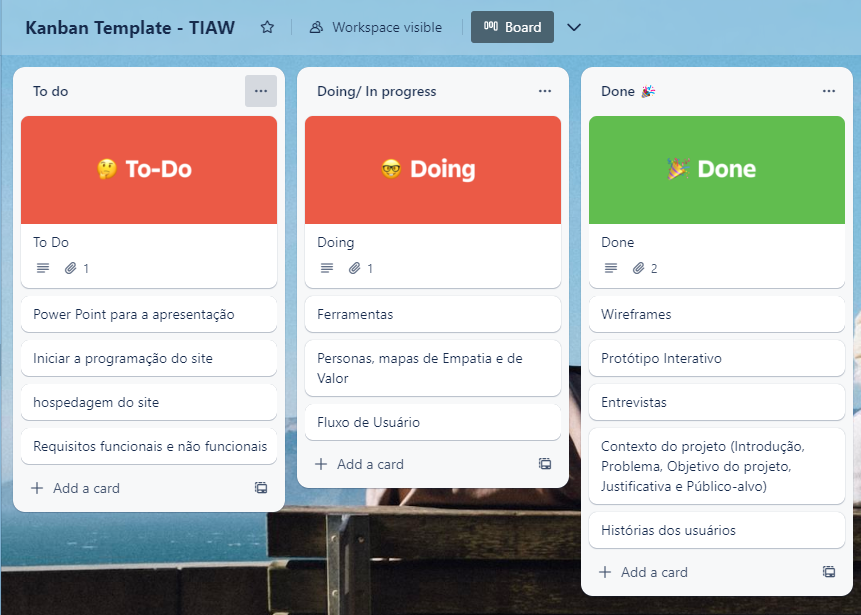 Kanban Template - TIAW
Workspace visible
Board
To do
🤔 To-Do
To Do
1
Power Point para a apresentação
Iniciar a programação do site
hospedagem do site
Requisitos funcionais e não funcionais
+ Add a card
Doing/ In progress
🤓 Doing
Doing
1
Ferramentas
Personas, mapas de Empatia e de
Valor
Fluxo de Usuário
+ Add a card
Done 🎉
🎉 Done
Done
2
Wireframes
Protótipo Interativo
Entrevistas
Contexto do projeto (Introdução,
Problema, Objetivo do projeto,
Justificativa e Público-alvo)
Histórias dos usuários
+ Add a card